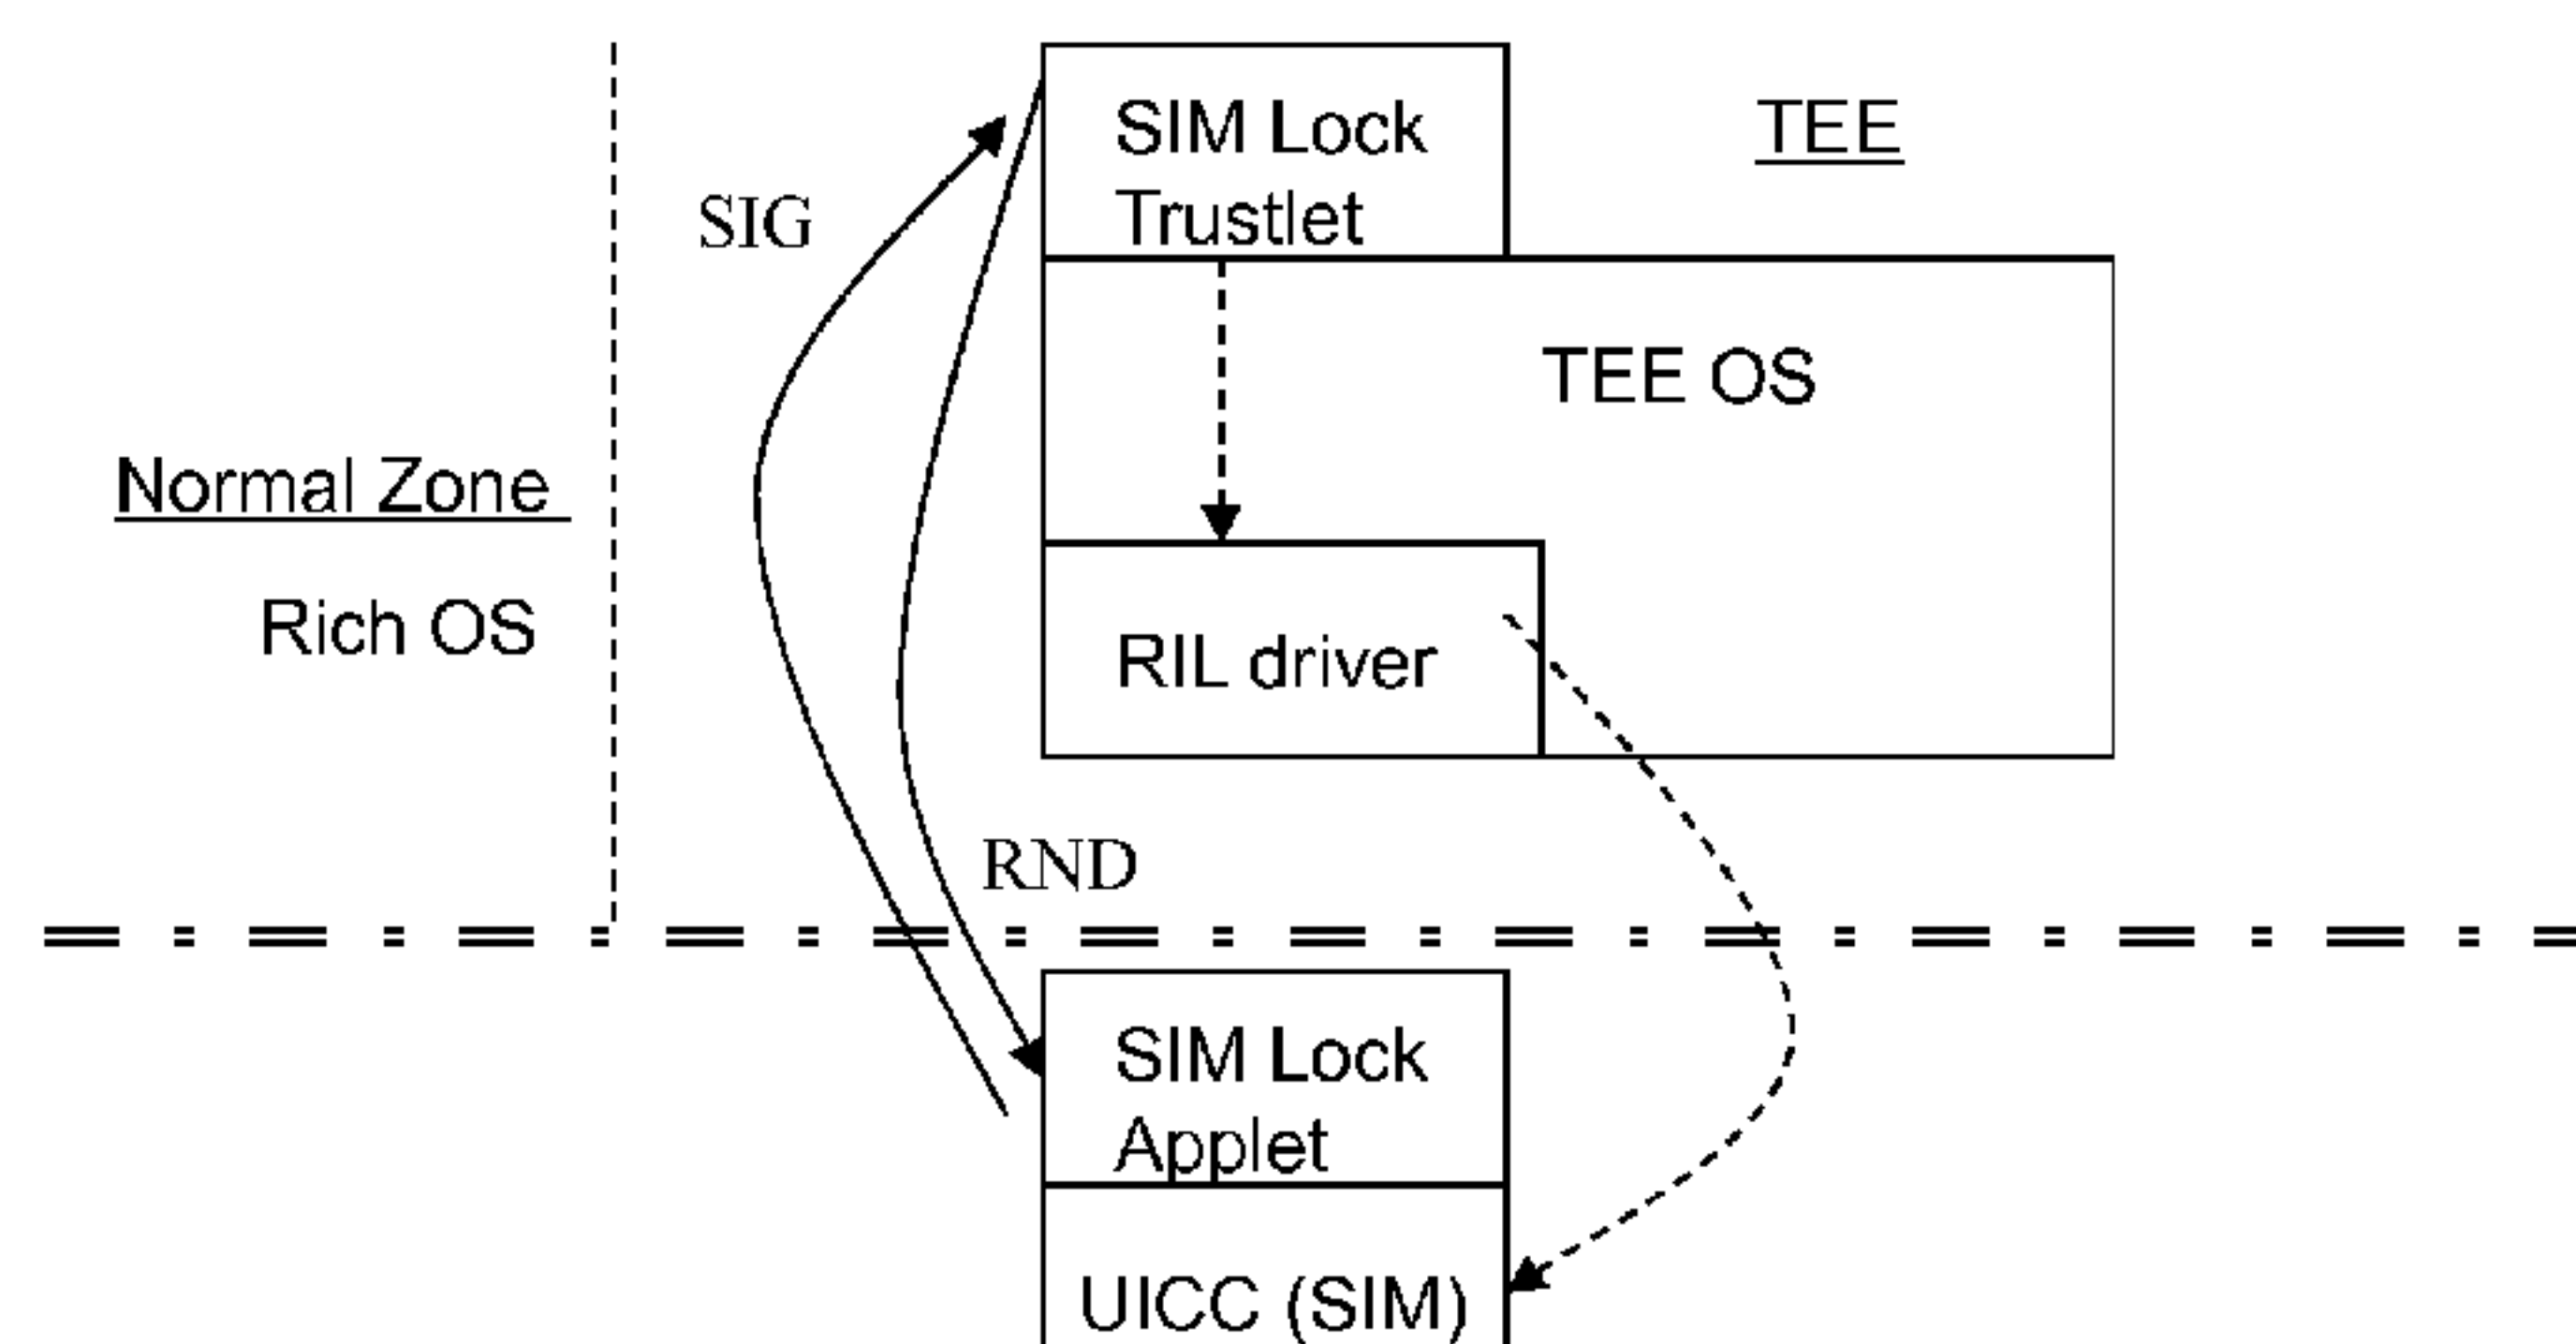 SIM Lock
Trustlet
TEE
SIG
TEE OS
Normal Zone
Rich OS
RIL driver
RND
SIM Lock
Applet
UICC (SIM)